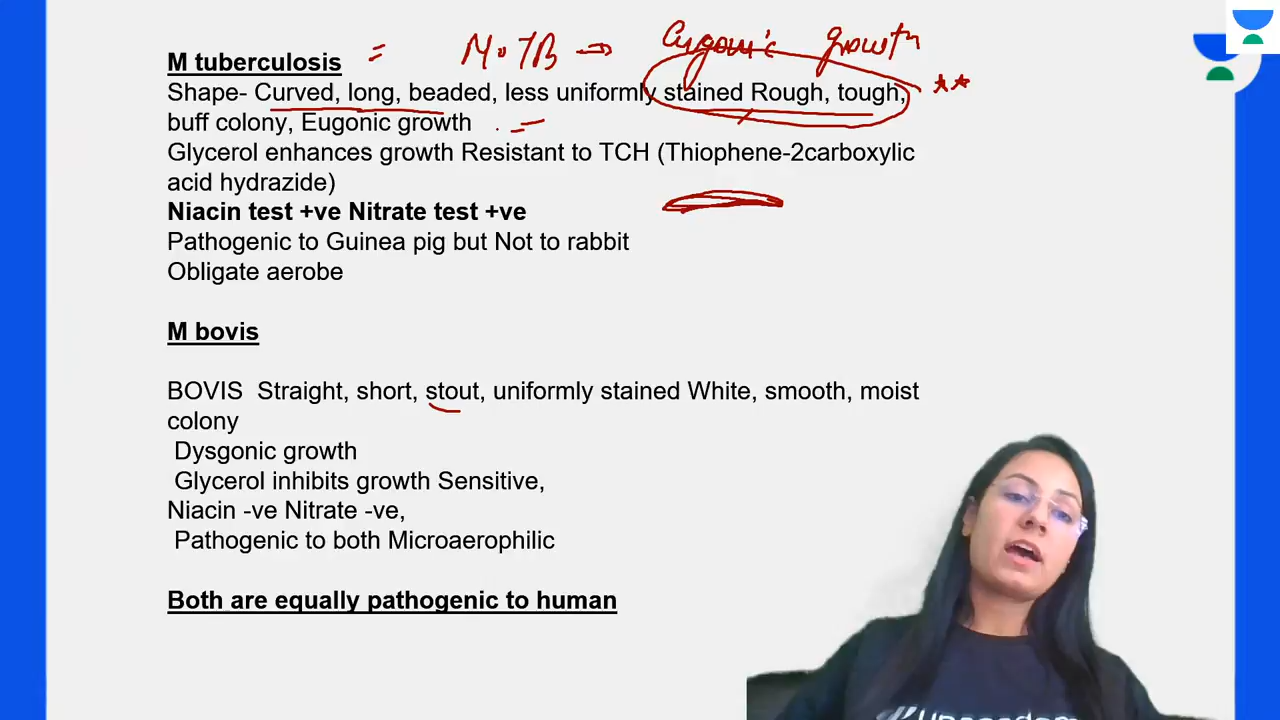 = M. TB → Eugonic growth
M tuberculosis
Shape- Curved, long, beaded, less uniformly stained Rough, tough,
buff colony, Eugonic growth
Glycerol enhances growth Resistant to TCH (Thiophene-2carboxylic
acid hydrazide)
Niacin test +ve Nitrate test +ve
Pathogenic to Guinea pig but Not to rabbit
Obligate aerobe
M bovis
BOVIS  Straight, short, stout, uniformly stained White, smooth, moist
colony
Dysgonic growth
Glycerol inhibits growth Sensitive,
Niacin -ve Nitrate -ve,
Pathogenic to both Microaerophilic
Both are equally pathogenic to human